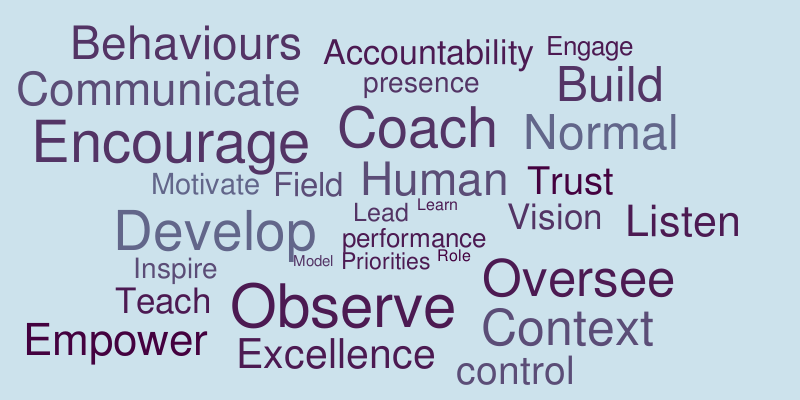 Behaviours
Accountability
Engage
Communicate
presence
Build
Encourage
Coach
Normal
Motivate
Field
Human
Trust
Develop
Lead
Learn
Vision
Listen
performance
Inspire
Model
Priorities
Role
Teach
Observe
Oversee
Empower
Excellence
Context
control